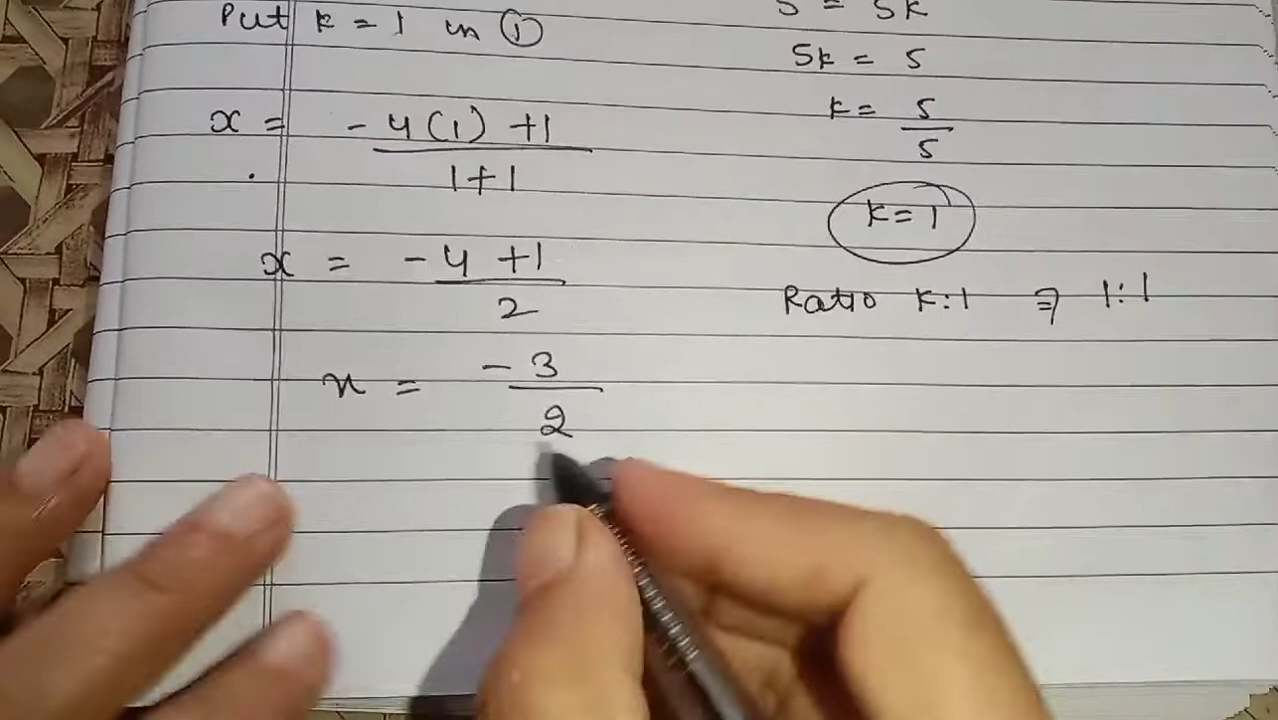 Put k = 1 in ①
x = -4(1) +1
1+1
x = -4 +1
2
x = -3
2
5 = 5k
5k = 5
k = 5
5
k = 1
Ratio k:1 ⇒ 1:1